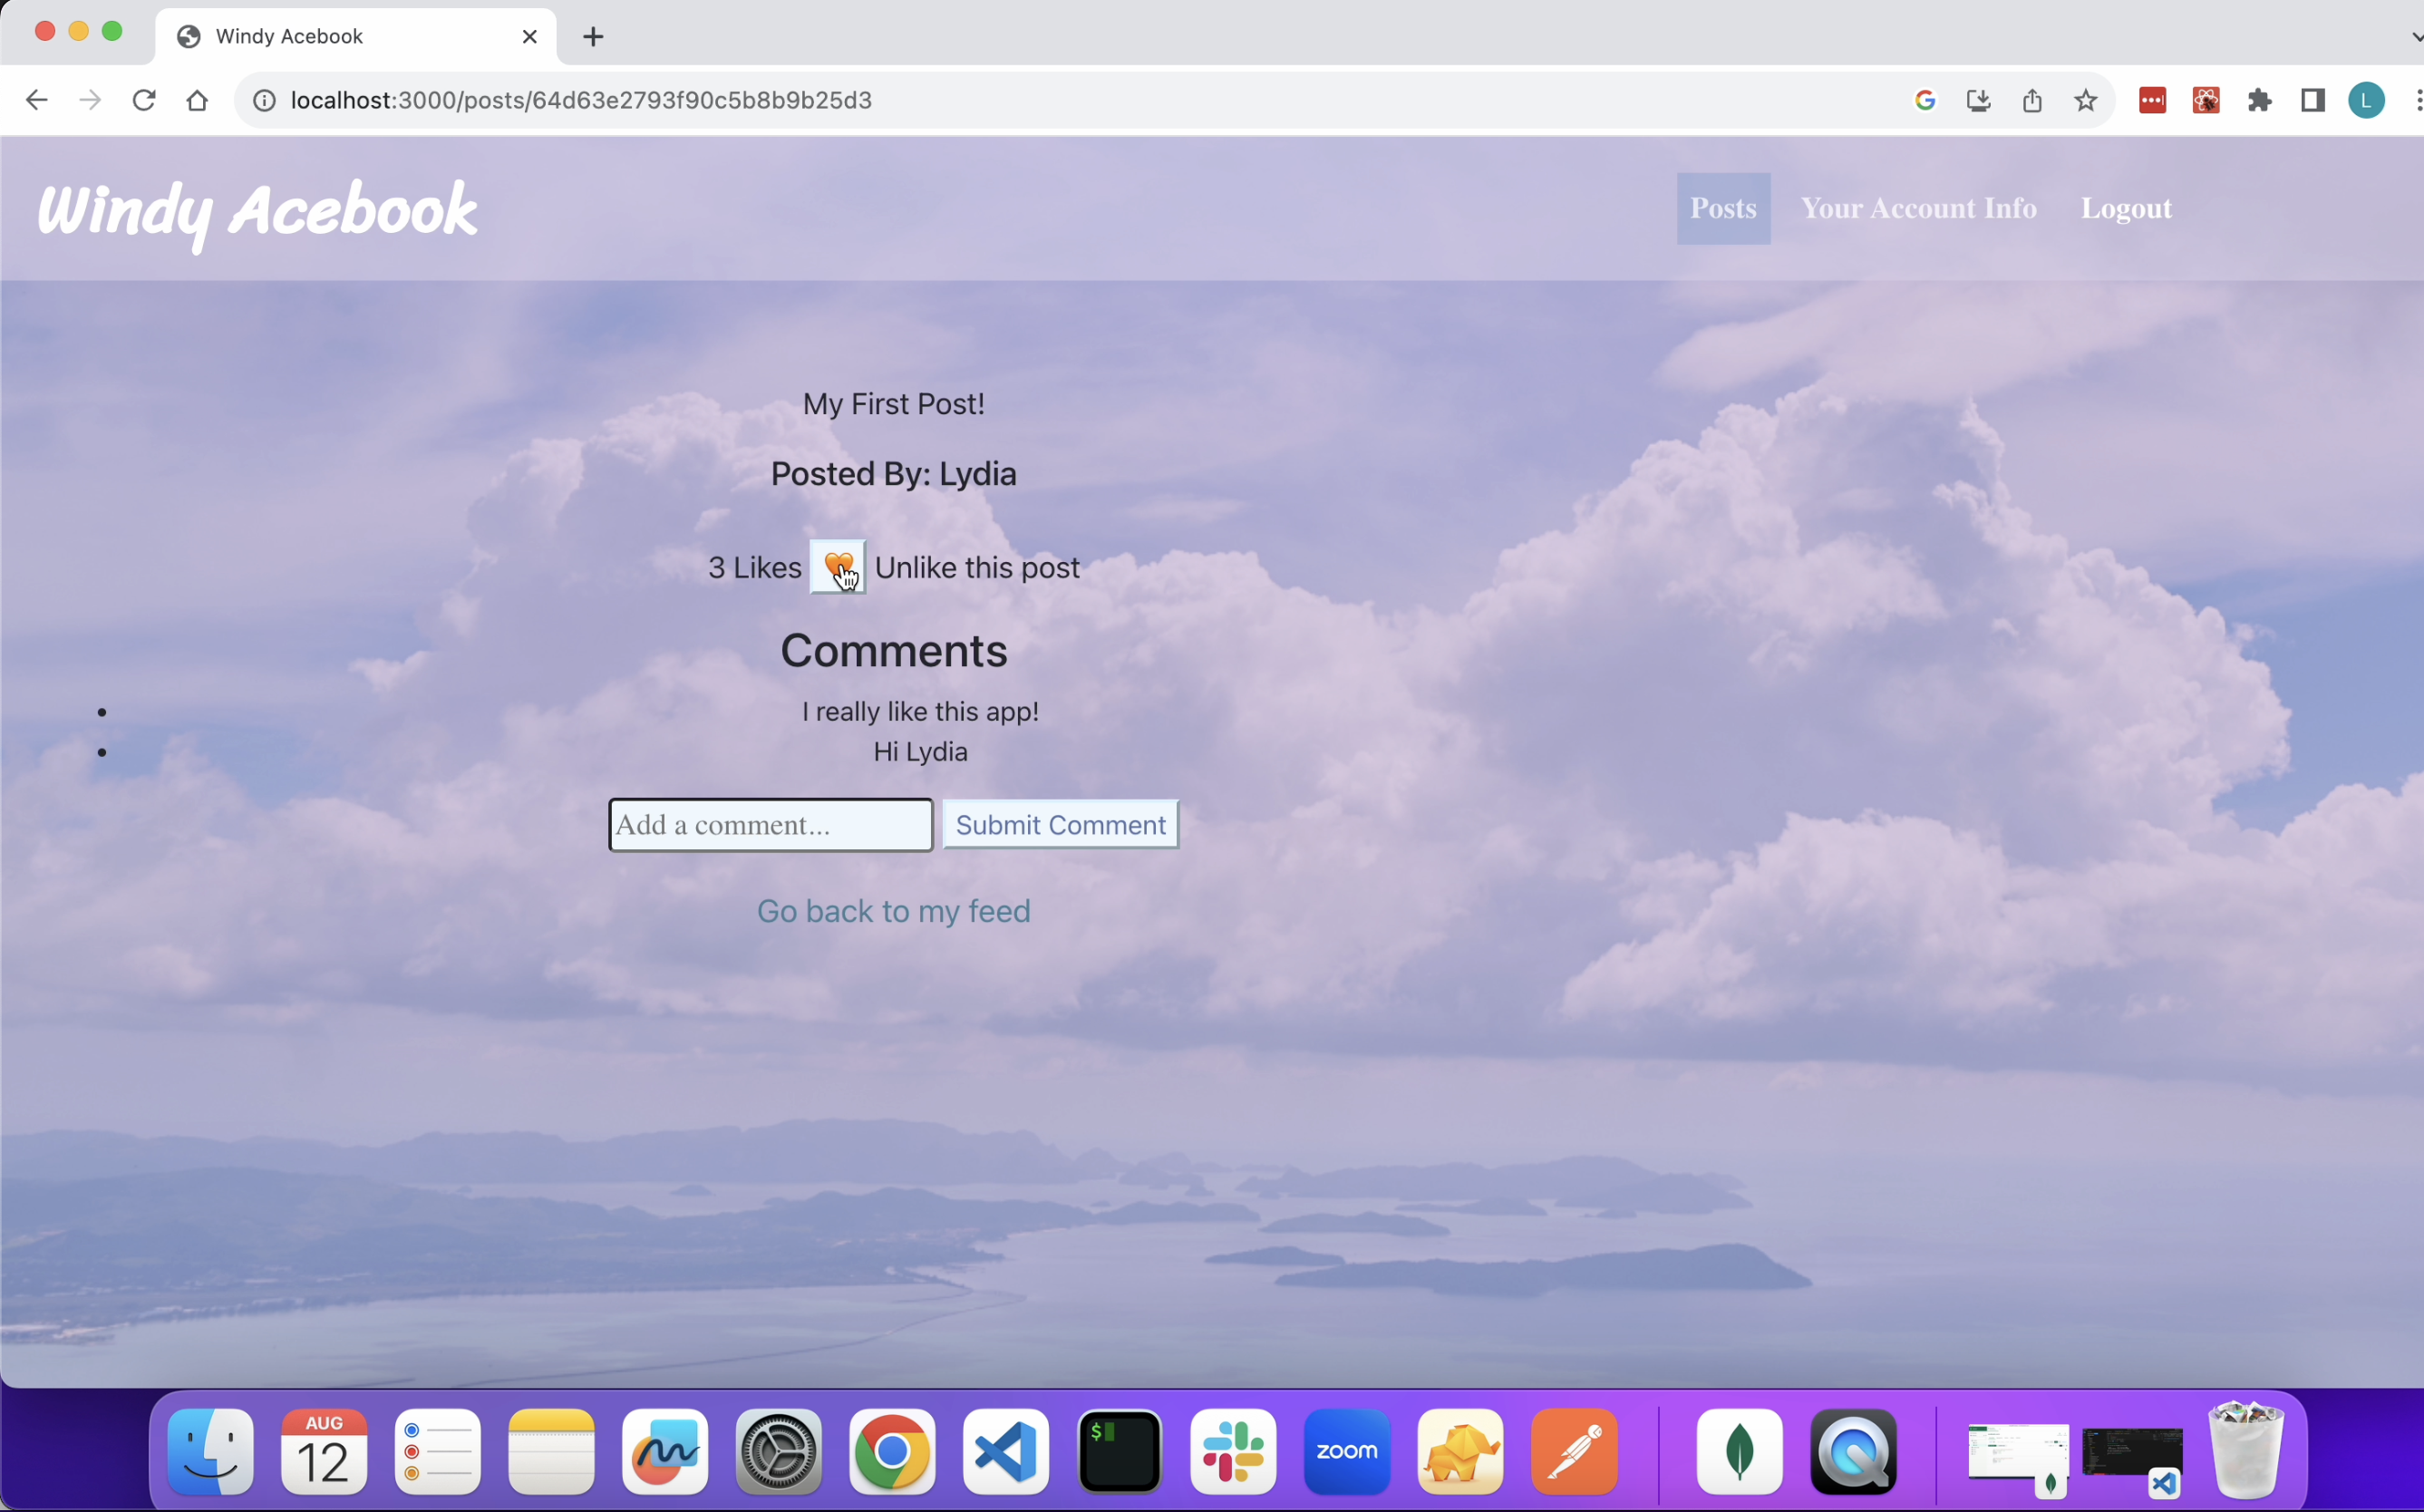 Windy Acebook
localhost:3000/posts/64d63e2793f90c5b8b9b25d3
L
Windy Acebook
Posts Your Account Info Logout
My First Post!
Posted By: Lydia
3 Likes 🧡 Unlike this post
Comments
• I really like this app!
• Hi Lydia
Add a comment...
Submit Comment
Go back to my feed
AUG
12
$
zoom